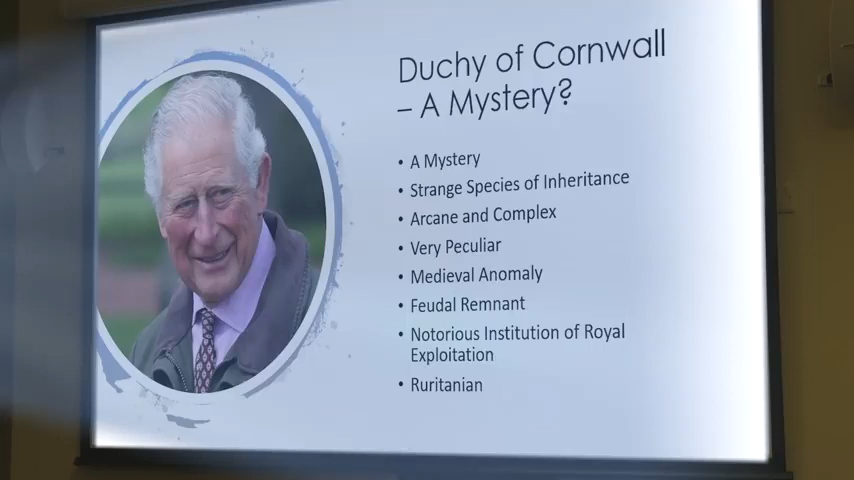 Duchy of Cornwall
– A Mystery?
• A Mystery
• Strange Species of Inheritance
• Arcane and Complex
• Very Peculiar
• Medieval Anomaly
• Feudal Remnant
• Notorious Institution of Royal
Exploitation
• Ruritanian